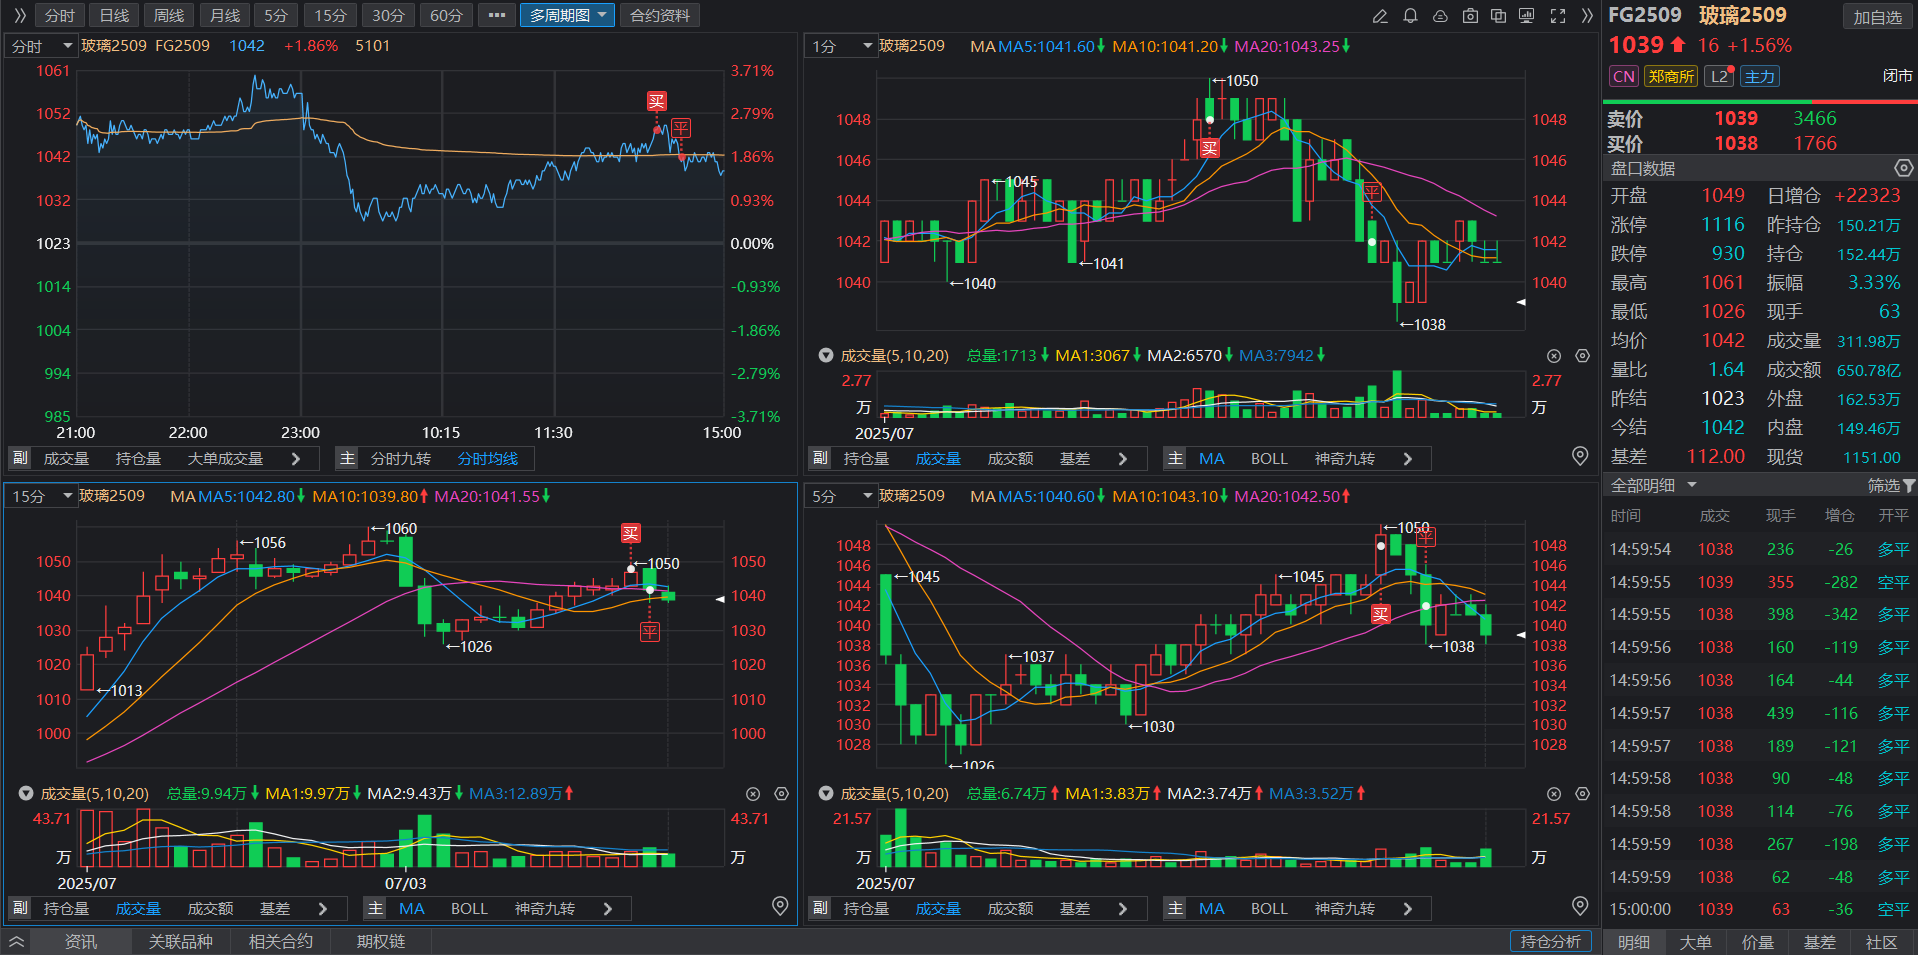 分时 日线 周线 月线 5分 15分 30分 60分 ••• 多周期图 合约资料
分时 玻璃2509 FG2509 1042 +1.86% 5101
1061 3.71%
1052 2.79%
1042 1.86%
1032 0.93%
1023 0.00%
1014 -0.93%
1004 -1.86%
994 -2.79%
985 -3.71%
买
平
21:00 22:00 23:00 10:15 11:30 15:00
副 成交量 持仓量 大单成交量 主 分时九转 分时均线
1分 玻璃2509 MA MA5:1041.60 MA10:1041.20 MA20:1043.25
1048 1048
1046 1046
1044 1044
1042 1042
1040 1040
←1050
←1045
←1041
←1040
←1038
买
平
成交量(5,10,20) 总量:1713 MA1:3067 MA2:6570 MA3:7942
2.77 2.77
万 万
2025/07
副 持仓量 成交量 成交额 基差 主 MA BOLL 神奇九转
15分 玻璃2509 MA MA5:1042.80 MA10:1039.80 MA20:1041.55
1050 1050
1040 1040
1030 1030
1020 1020
1010 1010
1000 1000
←1060
←1056
←1050
←1026
←1013
买
平
成交量(5,10,20) 总量:9.94万 MA1:9.97万 MA2:9.43万 MA3:12.89万
43.71 43.71
万 万
2025/07 07/03
副 持仓量 成交量 成交额 基差 主 MA BOLL 神奇九转
5分 玻璃2509 MA MA5:1040.60 MA10:1043.10 MA20:1042.50
1048 1048
1046 1046
1044 1044
1042 1042
1040 1040
1038 1038
1036 1036
1034 1034
1032 1032
1030 1030
1028 1028
←1050
←1045
←1045
←1038
←1037
←1030
←1026
买
平
成交量(5,10,20) 总量:6.74万 MA1:3.83万 MA2:3.74万 MA3:3.52万
21.57 21.57
万 万
2025/07
副 持仓量 成交量 成交额 基差 主 MA BOLL 神奇九转
资讯 关联品种 相关合约 期权链 持仓分析
FG2509 玻璃2509 加自选
1039 16 +1.56%
CN 郑商所 L2 主力 闭市
卖价 1039 3466
买价 1038 1766
盘口数据
开盘 1049 日增仓 +22323
涨停 1116 昨持仓 150.21万
跌停 930 持仓 152.44万
最高 1061 振幅 3.33%
最低 1026 现手 63
均价 1042 成交量 311.98万
量比 1.64 成交额 650.78亿
昨结 1023 外盘 162.53万
今结 1042 内盘 149.46万
基差 112.00 现货 1151.00
全部明细 筛选
时间 成交 现手 增仓 开平
14:59:54 1038 236 -26 多平
14:59:55 1039 355 -282 空平
14:59:55 1038 398 -342 多平
14:59:56 1038 160 -119 多平
14:59:56 1038 164 -44 多平
14:59:57 1038 439 -116 多平
14:59:57 1038 189 -121 多平
14:59:58 1038 90 -48 多平
14:59:58 1038 114 -76 多平
14:59:59 1038 267 -198 多平
14:59:59 1038 62 -48 多平
15:00:00 1039 63 -36 空平
明细 大单 价量 基差 社区